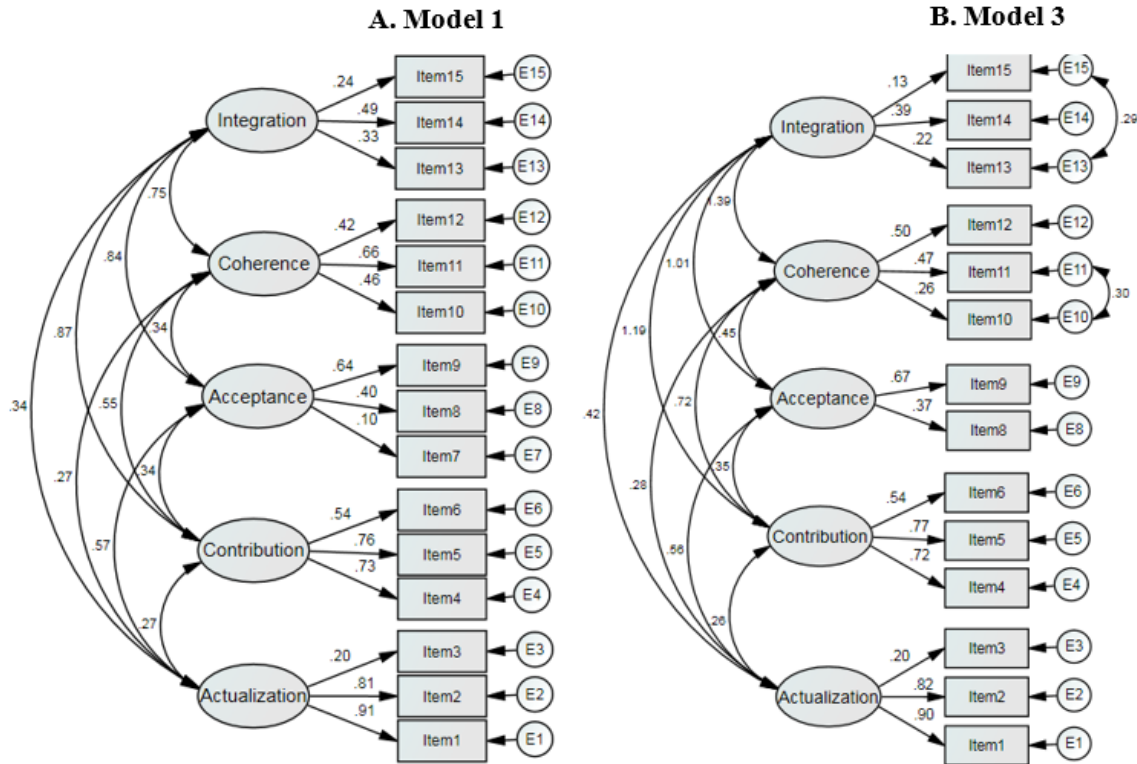 A. Model 1
.24
Item15
E15
Integration
.49
Item14
E14
.33
Item13
E13
.75
.42
Item12
E12
Coherence
.66
Item11
E11
.46
Item10
E10
.84
.87
.34
.64
Item9
E9
Acceptance
.40
Item8
E8
.10
Item7
E7
.34
.55
.27
.34
.54
Item6
E6
Contribution
.76
Item5
E5
.73
Item4
E4
.57
.27
.20
Item3
E3
Actualization
.81
Item2
E2
.91
Item1
E1
B. Model 3
.13
Item15
E15
Integration
.39
Item14
E14
.29
.22
Item13
E13
1.39
.50
Item12
E12
Coherence
.47
Item11
E11
.30
.26
Item10
E10
1.01
1.19
.45
.67
Item9
E9
Acceptance
.37
Item8
E8
.42
.72
.28
.35
.54
Item6
E6
Contribution
.77
Item5
E5
.72
Item4
E4
.56
.26
.20
Item3
E3
Actualization
.82
Item2
E2
.90
Item1
E1